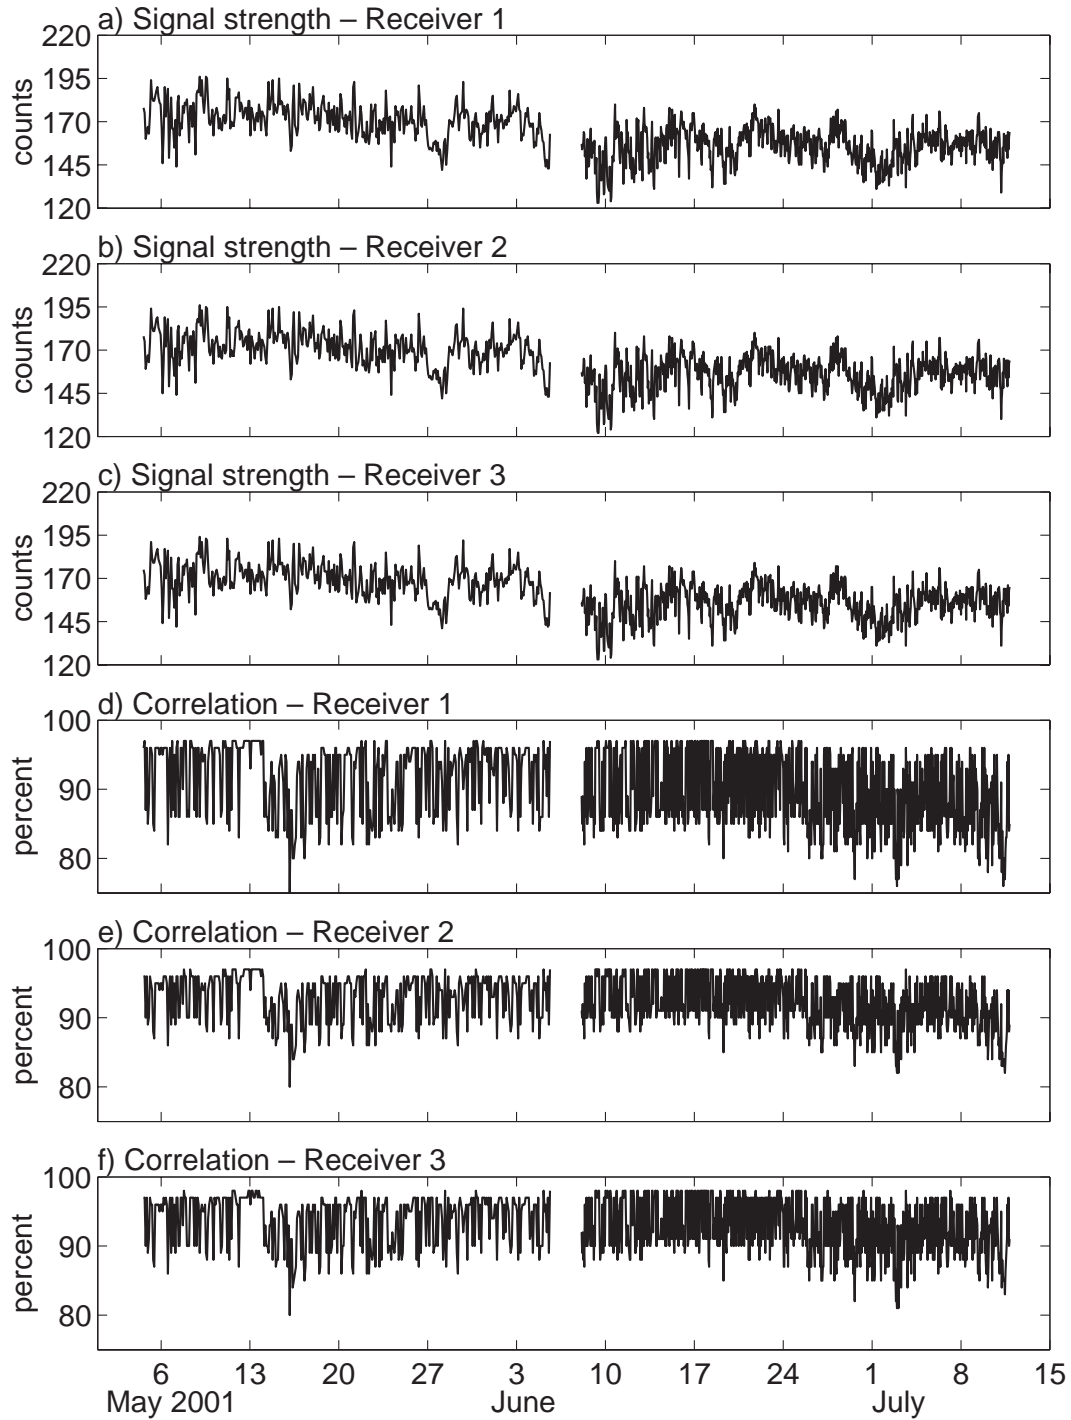 a) Signal strength – Receiver 1
220
195
170
145
120
counts
b) Signal strength – Receiver 2
220
195
170
145
120
counts
c) Signal strength – Receiver 3
220
195
170
145
120
counts
d) Correlation – Receiver 1
100
90
80
percent
e) Correlation – Receiver 2
100
90
80
percent
f) Correlation – Receiver 3
100
90
80
percent
6 13 20 27 3 10 17 24 1 8 15
May 2001 June July